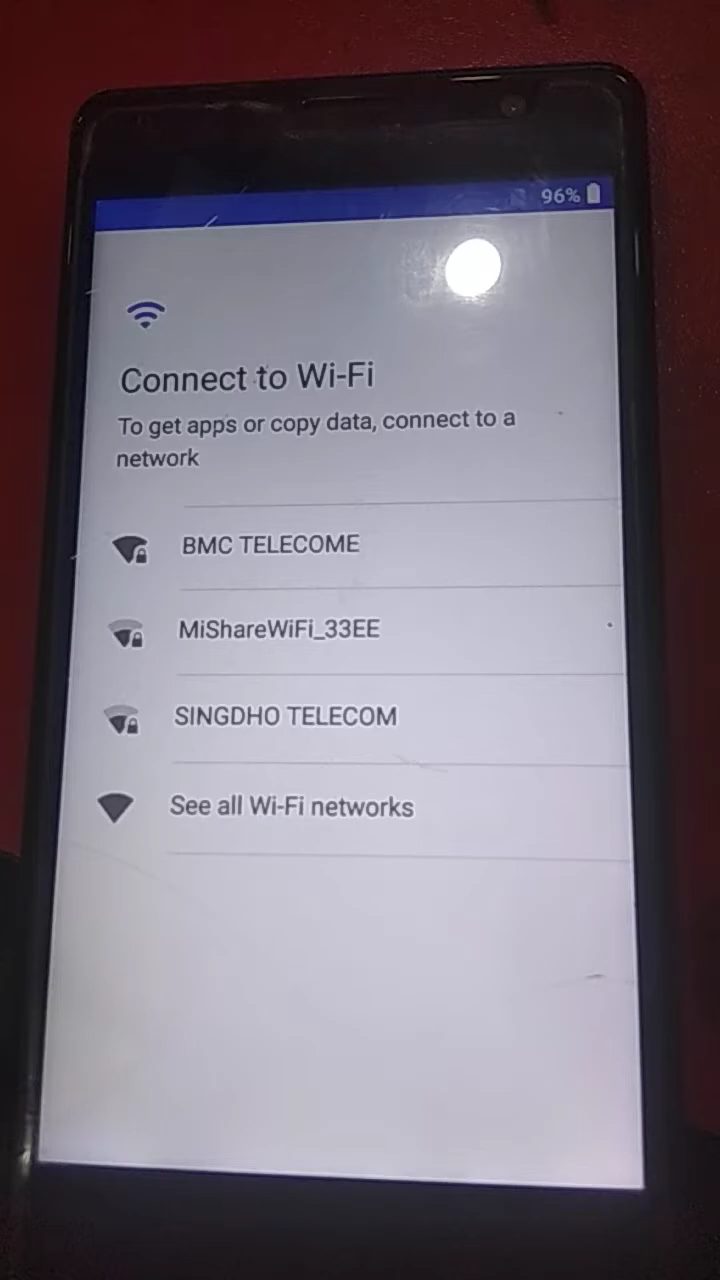 96%
Connect to Wi-Fi
To get apps or copy data, connect to a
network
BMC TELECOME
MiShareWiFi_33EE
SINGDHO TELECOM
See all Wi-Fi networks